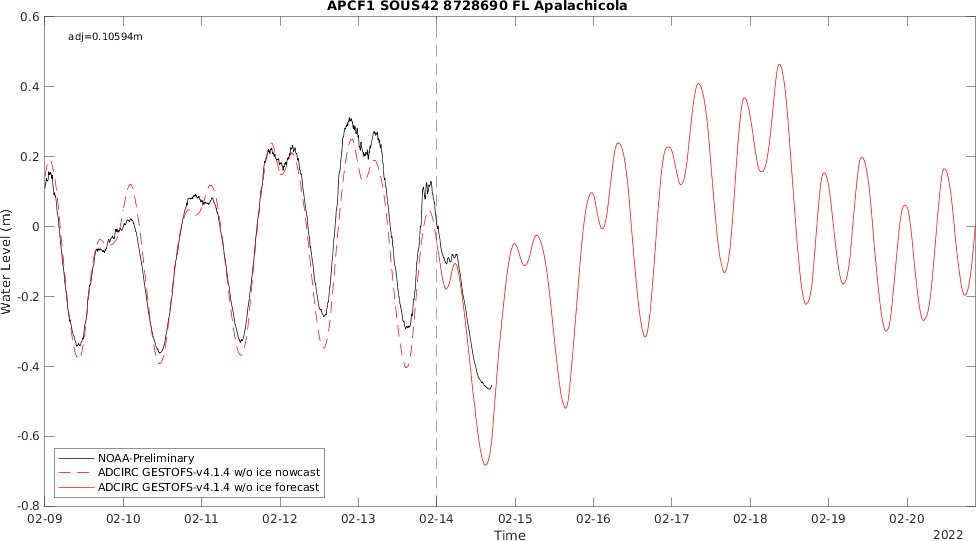 APCF1 SOUS42 8728690 FL Apalachicola
adj=0.10594m
0.6
0.4
0.2
0
-0.2
-0.4
-0.6
-0.8
Water Level (m)
NOAA-Preliminary
ADCIRC GESTOFS-v4.1.4 w/o ice nowcast
ADCIRC GESTOFS-v4.1.4 w/o ice forecast
02-09 02-10 02-11 02-12 02-13 02-14 02-15 02-16 02-17 02-18 02-19 02-20
Time
2022